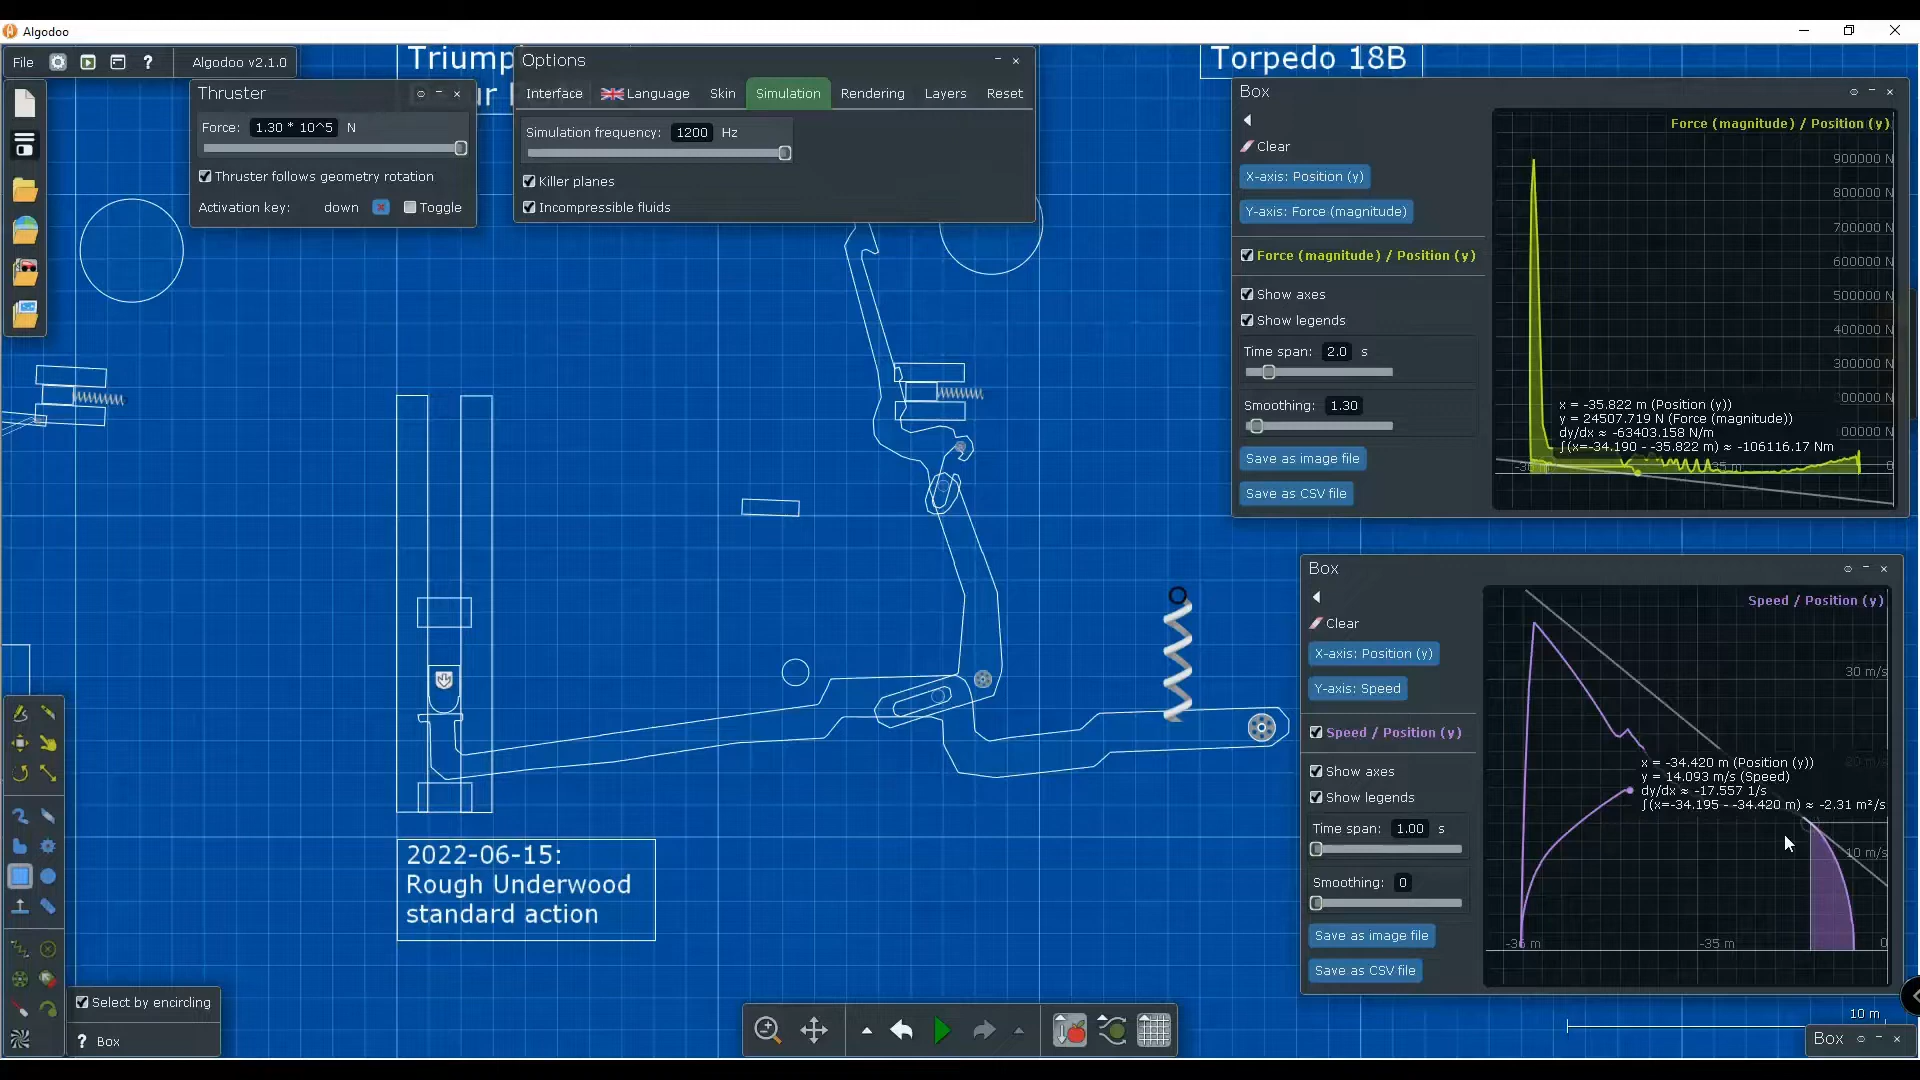 Algodoo
File
?
Algodoo v2.1.0
Thruster
Force: 1.30 * 10^5 N
Thruster follows geometry rotation
Activation key: down Toggle
Options
Interface Language Skin Simulation Rendering Layers Reset
Simulation frequency: 1200 Hz
Killer planes
Incompressible fluids
Torpedo 18B
Box
Clear
X-axis: Position (y)
Y-axis: Force (magnitude)
Force (magnitude) / Position (y)
Show axes
Show legends
Time span: 2.0 s
Smoothing: 1.30
Save as image file
Save as CSV file
Force (magnitude) / Position (y)
900000 N
800000 N
700000 N
600000 N
500000 N
400000 N
300000 N
x = -35.822 m (Position (y))
y = 24507.719 N (Force (magnitude))
dy/dx ≈ -63403.158 N/m
∫(x=-34.190 - -35.822 m) ≈ -106116.17 Nm
0
Box
Clear
X-axis: Position (y)
Y-axis: Speed
Speed / Position (y)
Show axes
Show legends
Time span: 1.00 s
Smoothing: 0
Save as image file
Save as CSV file
Speed / Position (y)
30 m/s
x = -34.420 m (Position (y))
y = 14.093 m/s (Speed)
dy/dx ≈ -17.557 1/s
∫(x=-34.195 - -34.420 m) ≈ -2.31 m²/s
10 m/s
-36 m
-35 m
0
2022-06-15:
Rough Underwood
standard action
Select by encircling
? Box
10 m
Box